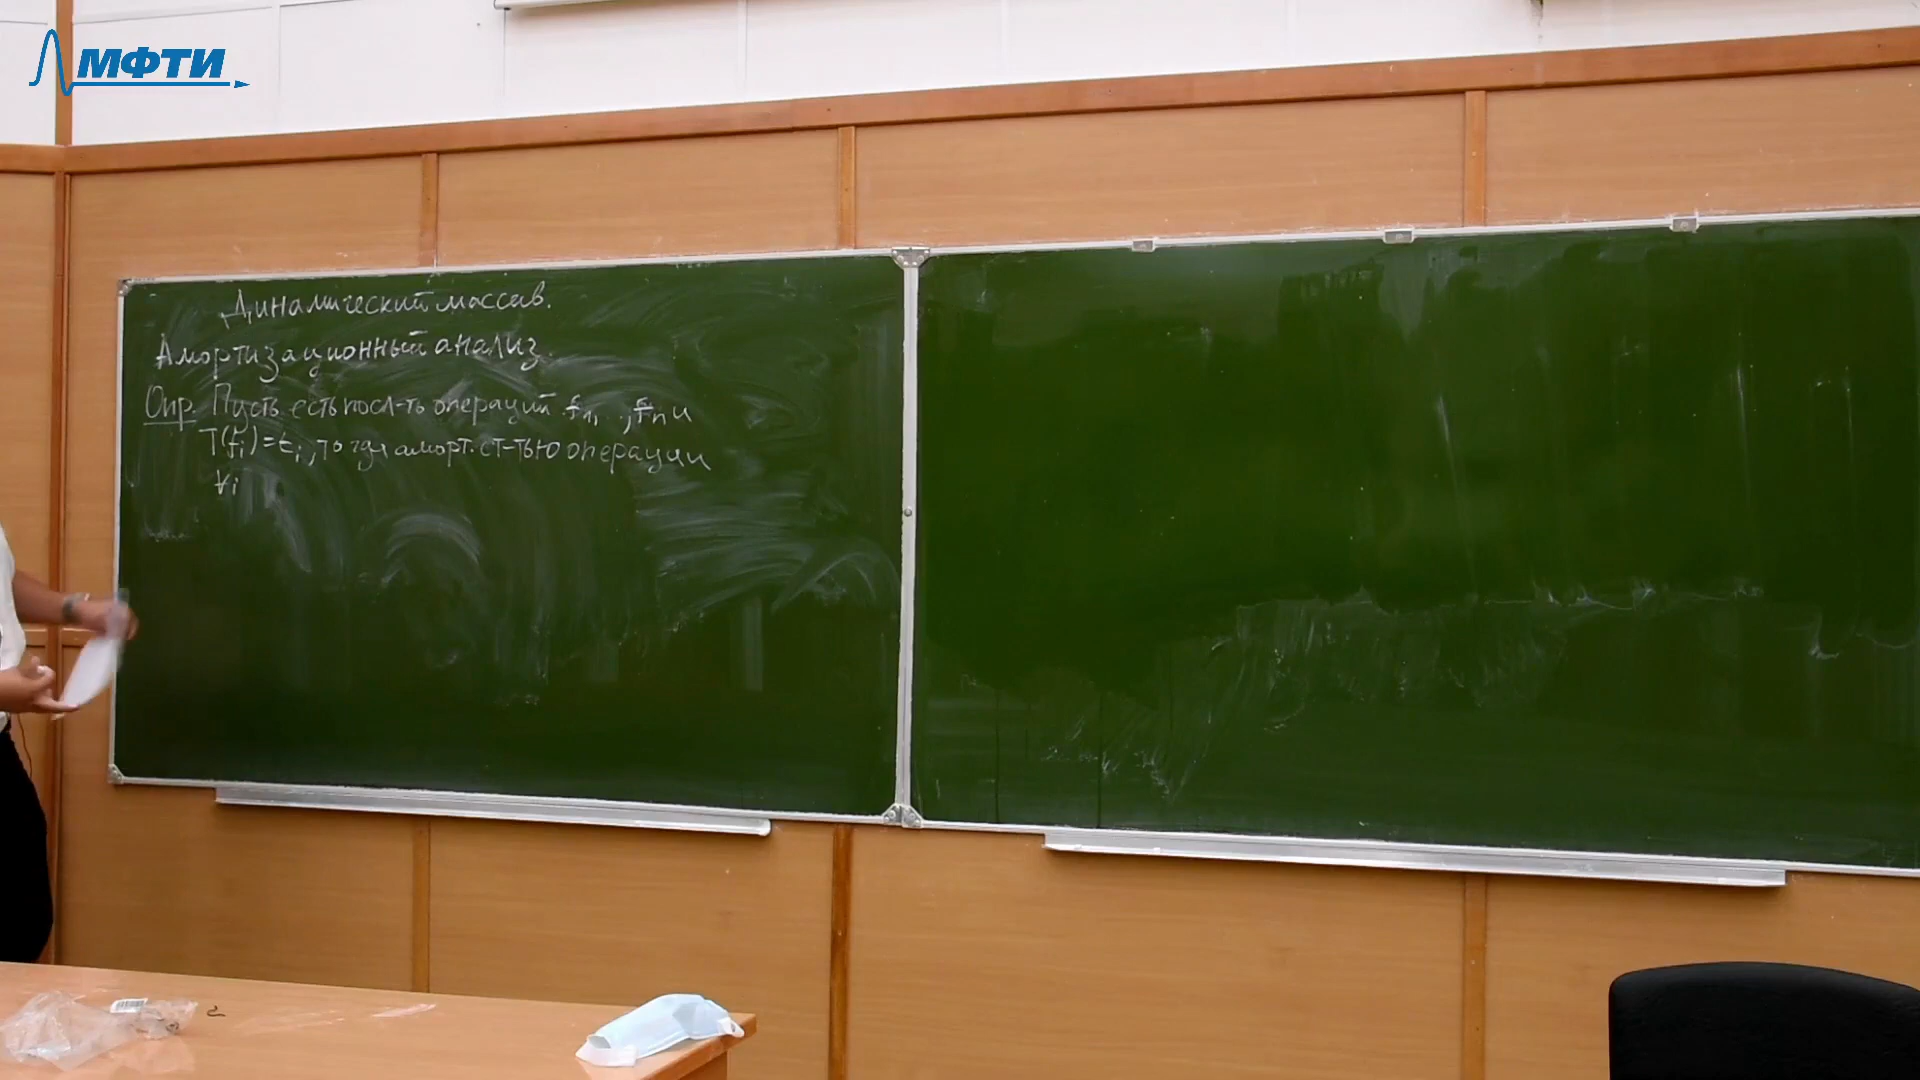 МФТИ
Динамический массив.
Амортизационный анализ.
Опр. Пусть есть посл-ть операций f₁, ..., fₙ и
T(fᵢ)=tᵢ, тогда аморт. ст-тью операции
∀i